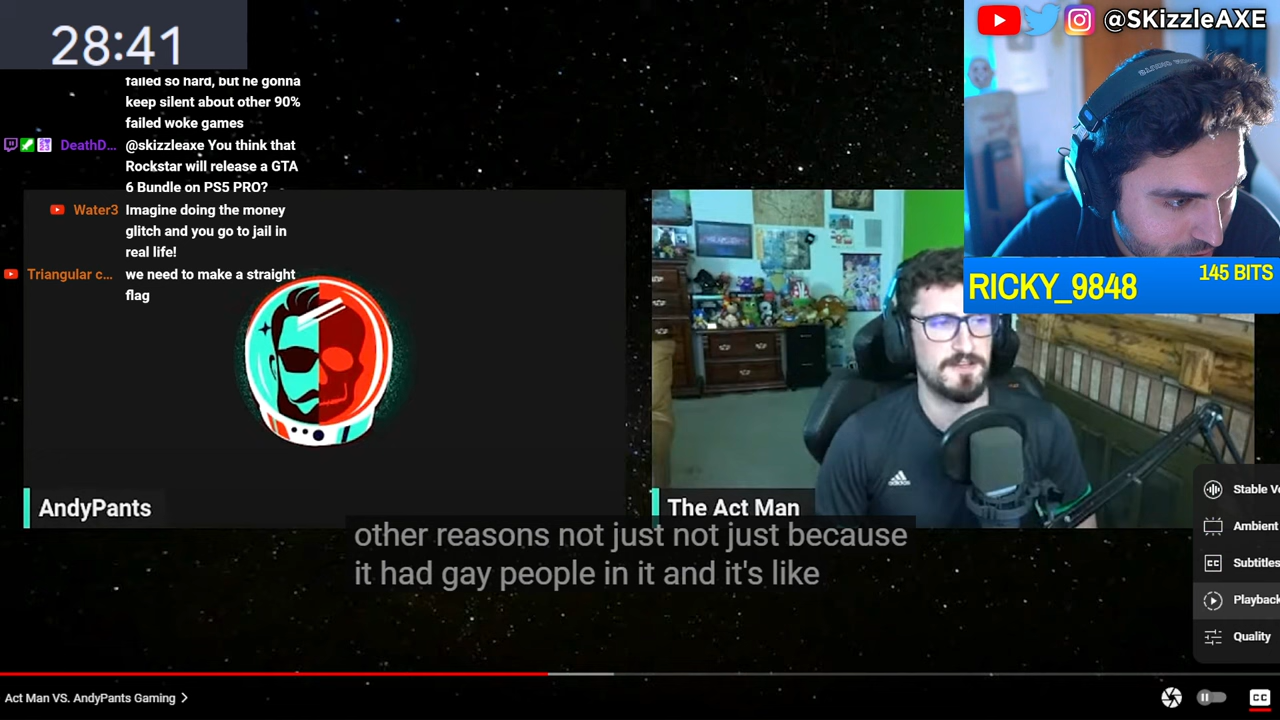 28:41
failed so hard, but he gonna
keep silent about other 90%
failed woke games
DeathD... @skizzleaxe You think that
Rockstar will release a GTA
6 Bundle on PS5 PRO?
Water3 Imagine doing the money
glitch and you go to jail in
real life!
Triangular c... we need to make a straight
flag
@SKizzleAXE
RICKY_9848 145 BITS
AndyPants
The Act Man
adidas
other reasons not just not just because
it had gay people in it and it's like
Stable Vo
Ambient
CC Subtitles
Playback
Quality
Act Man VS. AndyPants Gaming
CC